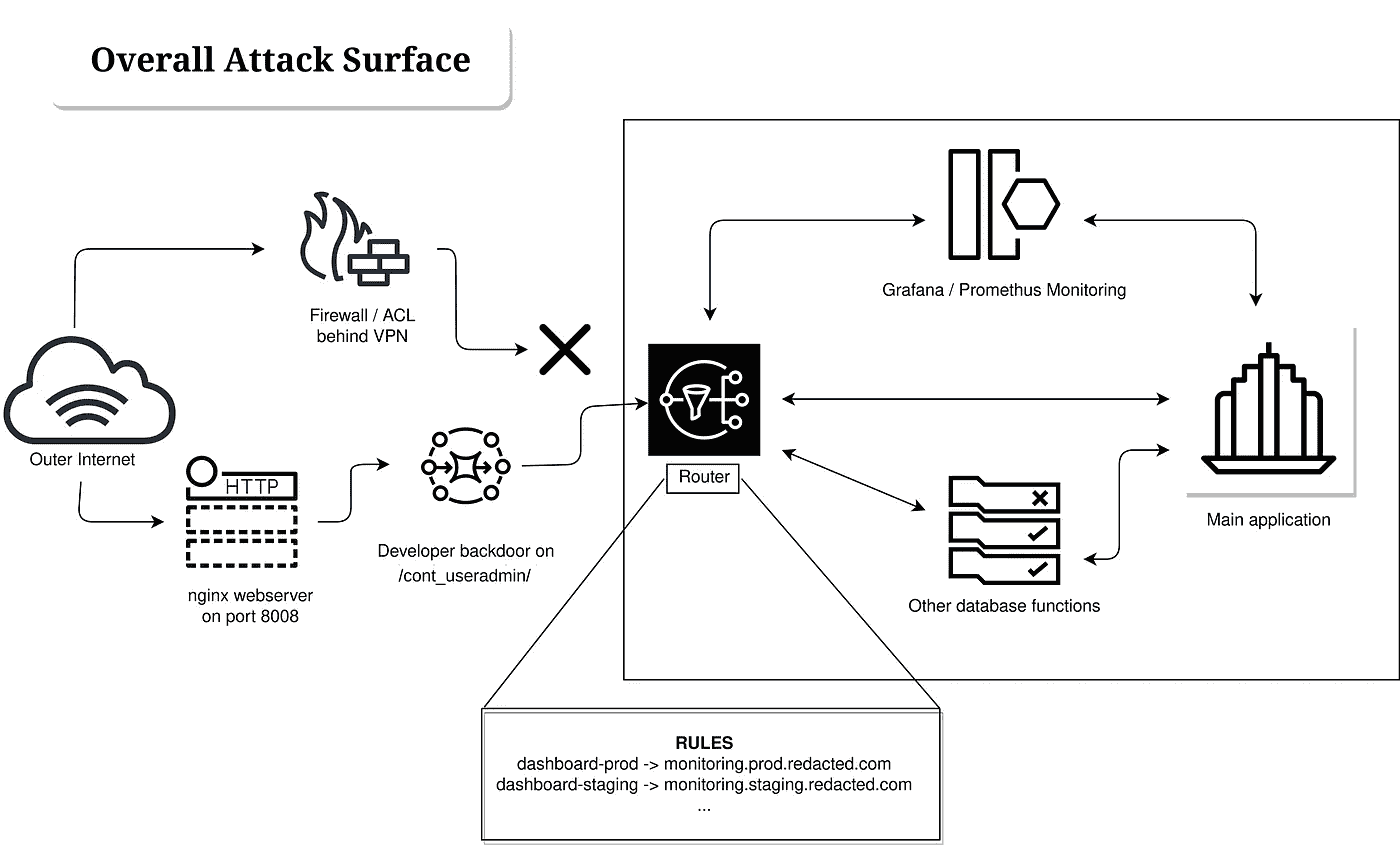 Overall Attack Surface
Firewall / ACL
behind VPN
Grafana / Promethus Monitoring
Outer Internet
HTTP
Router
Main application
Developer backdoor on
/cont_useradmin/
nginx webserver
on port 8008
Other database functions
RULES
dashboard-prod -> monitoring.prod.redacted.com
dashboard-staging -> monitoring.staging.redacted.com
...